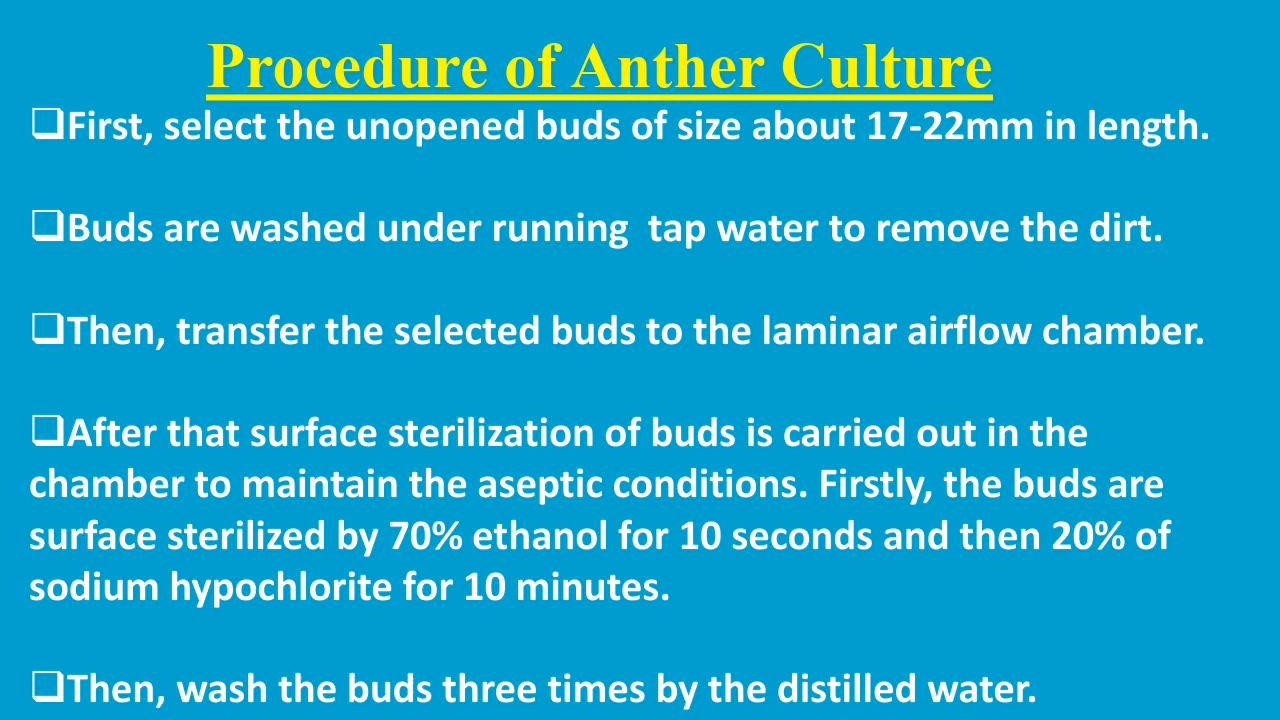 Procedure of Anther Culture
❑First, select the unopened buds of size about 17-22mm in length.
❑Buds are washed under running  tap water to remove the dirt.
❑Then, transfer the selected buds to the laminar airflow chamber.
❑After that surface sterilization of buds is carried out in the
chamber to maintain the aseptic conditions. Firstly, the buds are
surface sterilized by 70% ethanol for 10 seconds and then 20% of
sodium hypochlorite for 10 minutes.
❑Then, wash the buds three times by the distilled water.